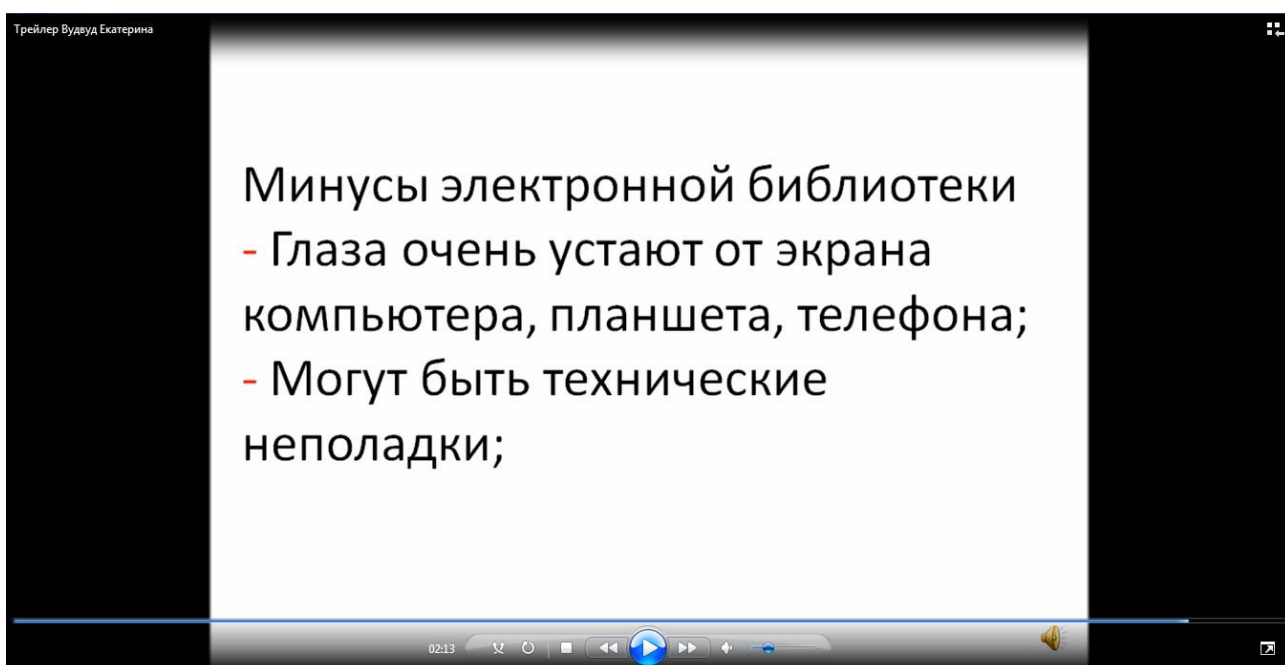 Трейлер Вудвуд Екатерина
Минусы электронной библиотеки
- Глаза очень устают от экрана
компьютера, планшета, телефона;
- Могут быть технические
неполадки;
02:13